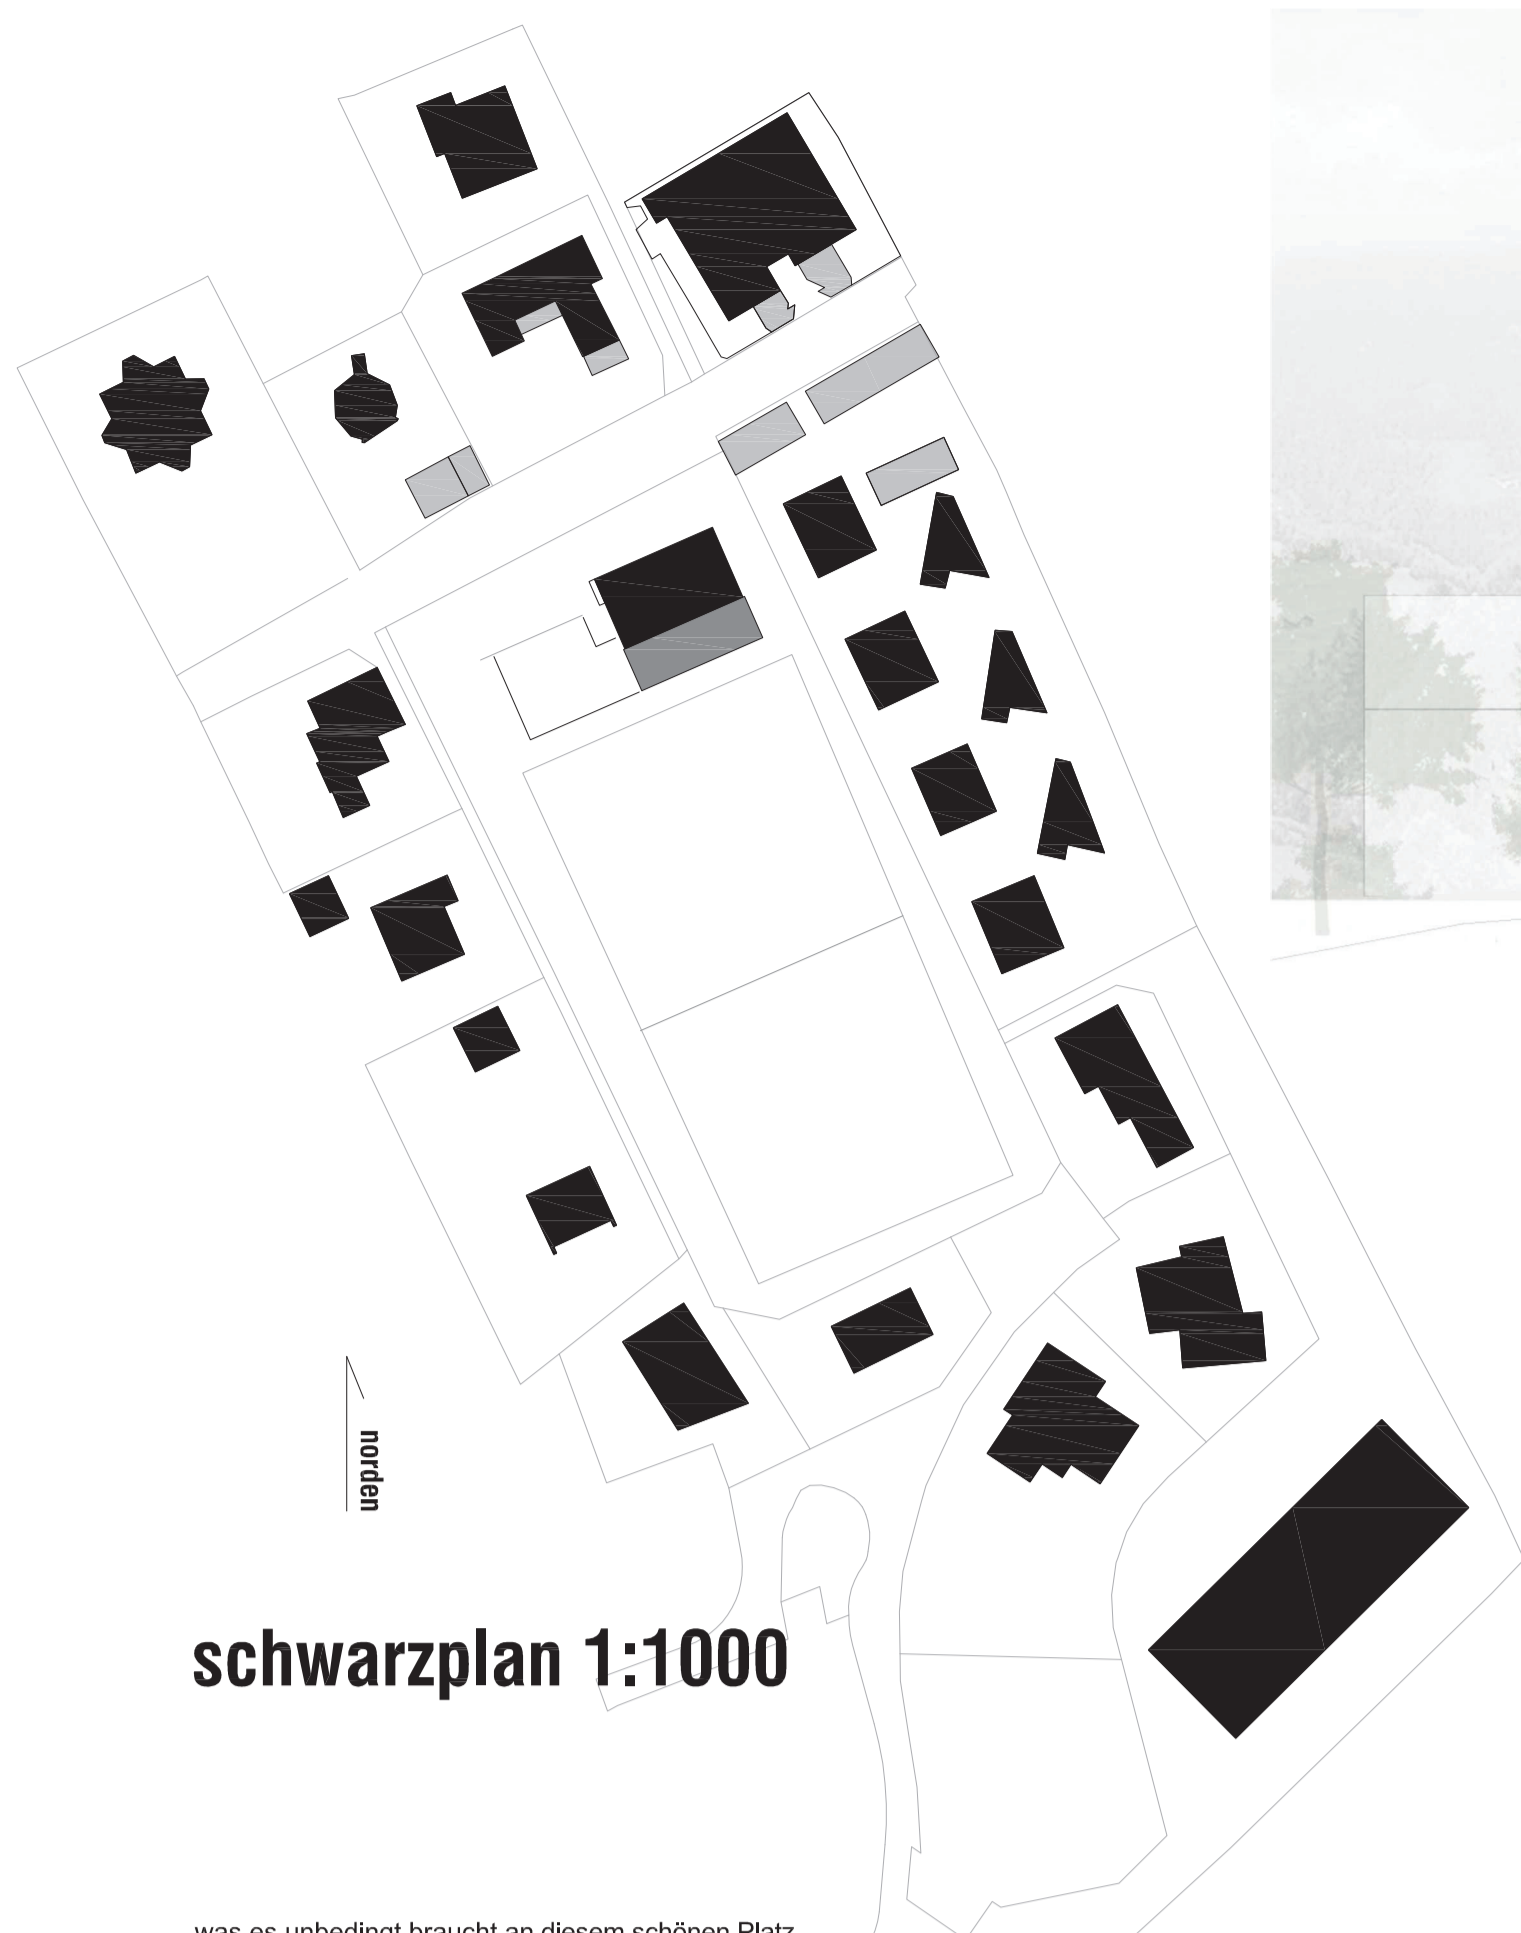 norden
schwarzplan 1:1000
was es unbedingt braucht an diesem schönen Platz